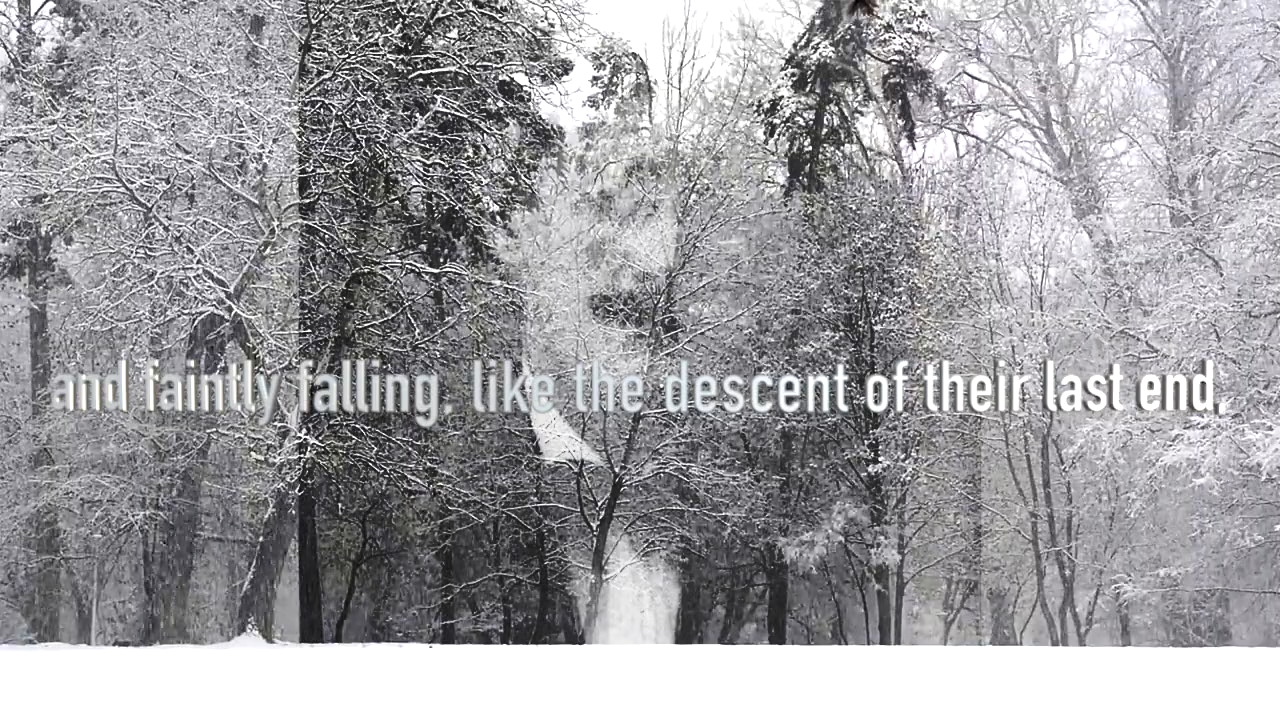 and faintly falling, like the descent of their last end,